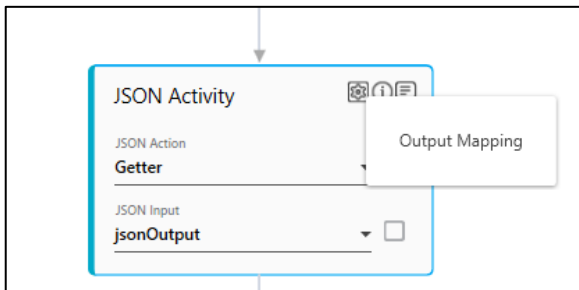 JSON Activity
Output Mapping
JSON Action
Getter
JSON Input
jsonOutput